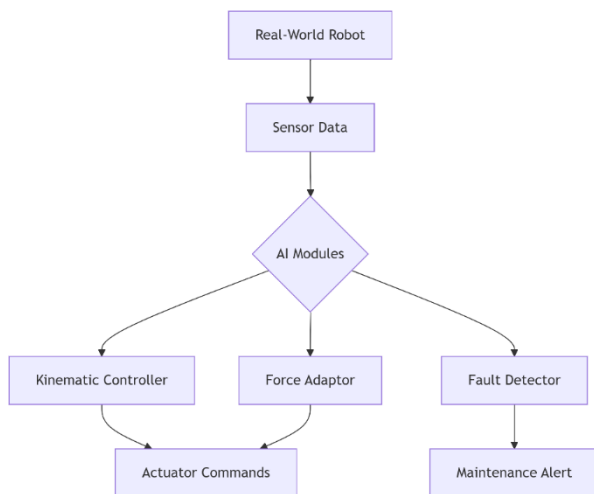 Real-World Robot
Sensor Data
AI Modules
Kinematic Controller
Force Adaptor
Fault Detector
Actuator Commands
Maintenance Alert